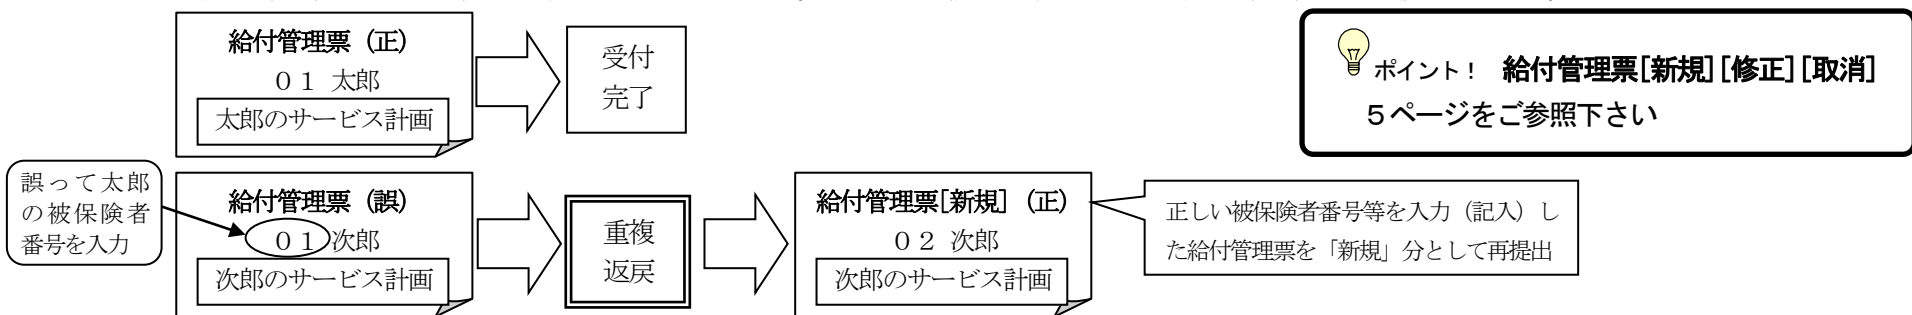 給付管理票（正）
０１ 太郎
太郎のサービス計画
受付
完了
ポイント！ 給付管理票[新規][修正][取消]
５ページをご参照下さい
誤って太郎
の被保険者
番号を入力
給付管理票（誤）
０１ 次郎
次郎のサービス計画
重複
返戻
給付管理票[新規]（正）
０２ 次郎
次郎のサービス計画
正しい被保険者番号等を入力（記入）し
た給付管理票を「新規」分として再提出